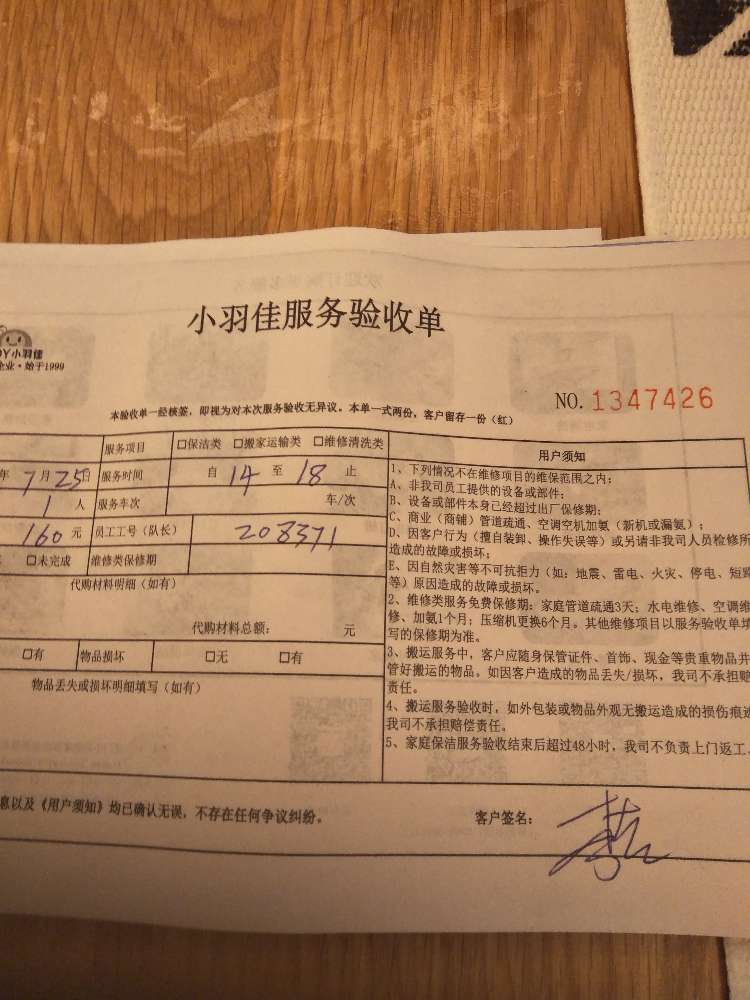 小羽佳服务验收单
Y小羽佳
企业·始于1999
NO.1347426
本验收单一经核签，即视为对本次服务验收无异议。本单一式两份，客户留存一份（红）
服务项目 □保洁类 □搬家运输类 □维修清洗类
年 7 月 25 日 服务时间 自 14 至 18 止
1 人 服务车次 车/次
160 元 员工工号（队长） 208371
□未完成 维修类保修期
代购材料明细（如有）
代购材料总额： 元
□有 物品损坏 □无 □有
物品丢失或损坏明细填写（如有）
用户须知
1、下列情况不在维修项目的维保范围之内：
A、非我司员工提供的设备或部件；
B、设备或部件本身已经超过出厂保修期；
C、商业（商铺）管道疏通、空调空机加氨（新机或漏氨）；
D、因客户行为（擅自装卸、操作失误等）或另请非我司人员检修所
造成的故障或损坏；
E、因自然灾害等不可抗拒力（如：地震、雷电、火灾、停电、短路
等）原因造成的故障或损坏。
2、维修类服务免费保修期：家庭管道疏通3天；水电维修、空调维
修、加氨1个月；压缩机更换6个月。其他维修项目以服务验收单填
写的保修期为准。
3、搬运服务中，客户应随身保管证件、首饰、现金等贵重物品并
管好搬运的物品。如因客户造成的物品丢失/损坏，我司不承担赔
责任。
4、搬运服务验收时，如外包装或物品外观无搬运造成的损伤痕迹
我司不承担赔偿责任。
5、家庭保洁服务验收结束后超过48小时，我司不负责上门返工。
息以及《用户须知》均已确认无误，不存在任何争议纠纷。
客户签名：